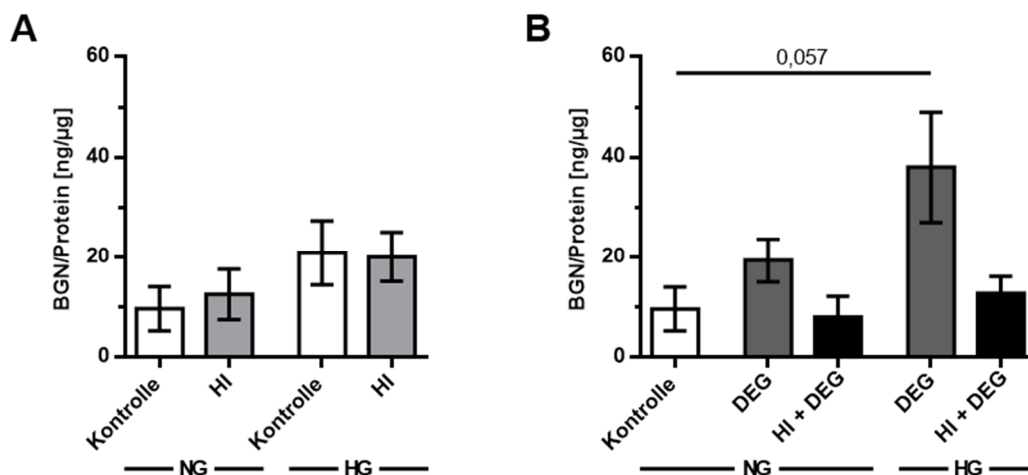 A
BGN/Protein [ng/µg]
60
40
20
0
Kontrolle
HI
Kontrolle
HI
NG
HG
B
BGN/Protein [ng/µg]
60
40
20
0
0,057
Kontrolle
DEG
HI + DEG
DEG
HI + DEG
NG
HG